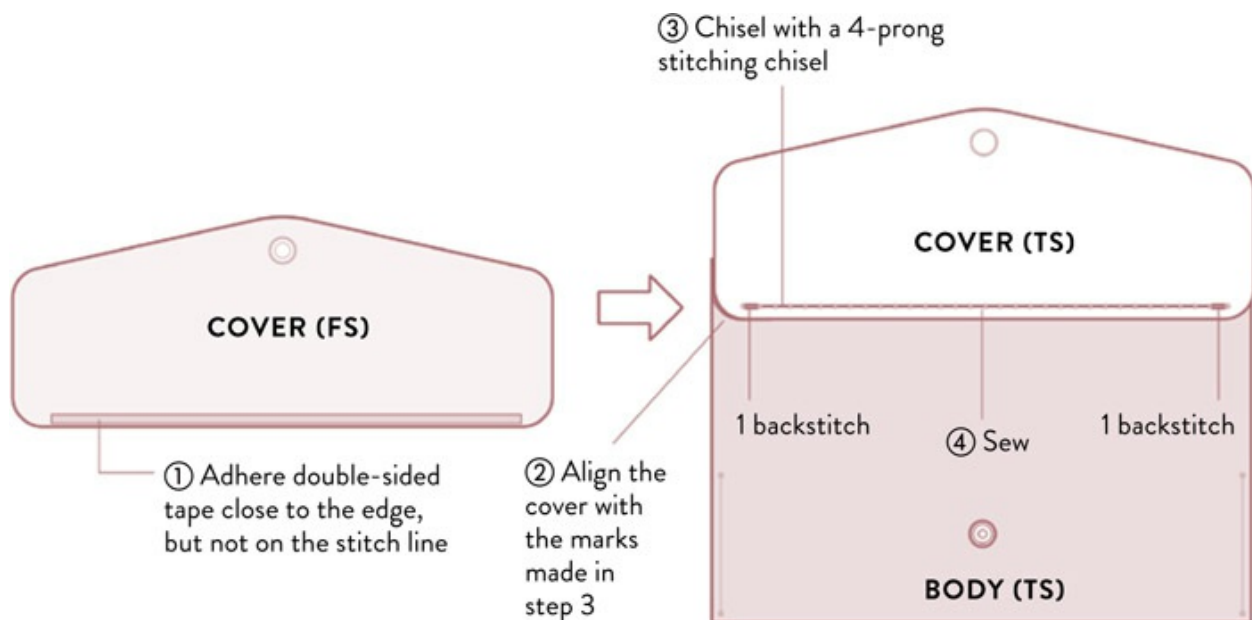 ③ Chisel with a 4-prong
stitching chisel
COVER (TS)
COVER (FS)
1 backstitch
④ Sew
1 backstitch
① Adhere double-sided
tape close to the edge,
but not on the stitch line
② Align the
cover with
the marks
made in
step 3
BODY (TS)